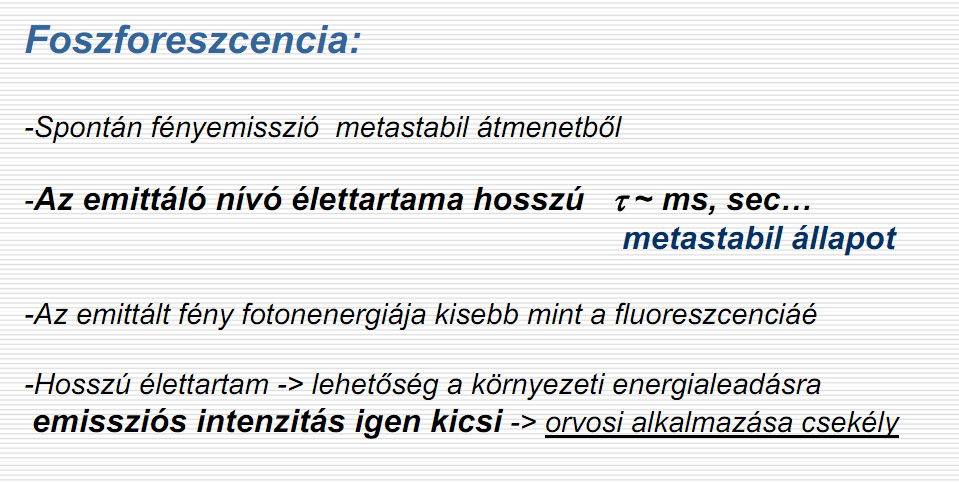 Foszforeszcencia:
-Spontán fényemisszió metastabil átmenetből
-Az emittáló nívó élettartama hosszú τ ~ ms, sec…
metastabil állapot
-Az emittált fény fotonenergiája kisebb mint a fluoreszcenciáé
-Hosszú élettartam -> lehetőség a környezeti energialeadásra
emissziós intenzitás igen kicsi -> orvosi alkalmazása csekély